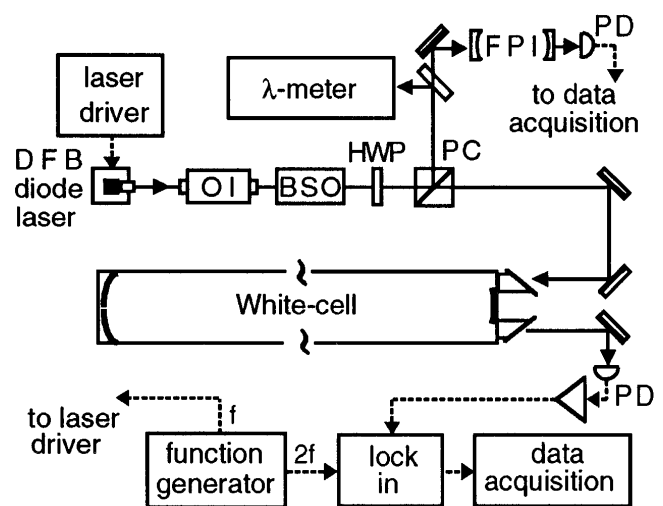 laser
driver
λ-meter
F P I
PD
to data
acquisition
D F B
diode
laser
OI
BSO
HWP
PC
White-cell
PD
to laser
driver
f
function
generator
2f
lock
in
data
acquisition